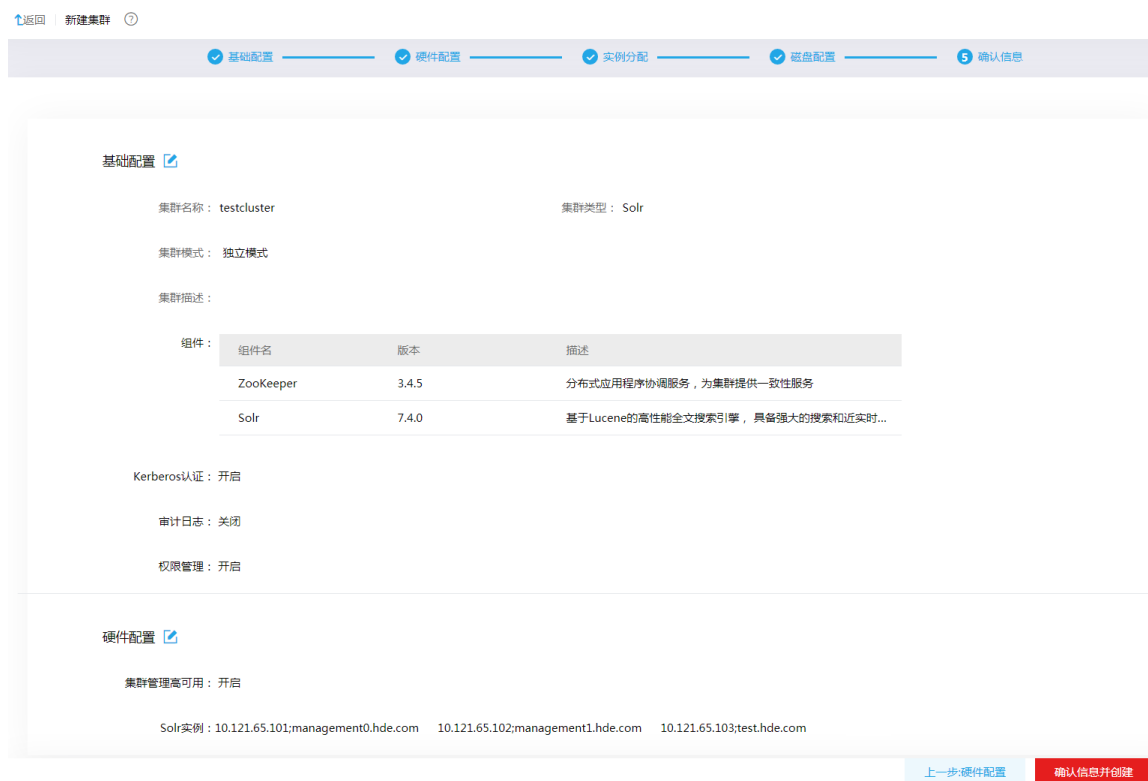 返回 新建集群 ?
基础配置 硬件配置 实例分配 磁盘配置 5 确认信息
基础配置
集群名称： testcluster 集群类型： Solr
集群模式： 独立模式
集群描述：
组件：
组件名 版本 描述
ZooKeeper 3.4.5 分布式应用程序协调服务，为集群提供一致性服务
Solr 7.4.0 基于Lucene的高性能全文搜索引擎， 具备强大的搜索和近实时...
Kerberos认证： 开启
审计日志： 关闭
权限管理： 开启
硬件配置
集群管理高可用： 开启
Solr实例：10.121.65.101;management0.hde.com 10.121.65.102;management1.hde.com 10.121.65.103;test.hde.com
上一步:硬件配置 确认信息并创建